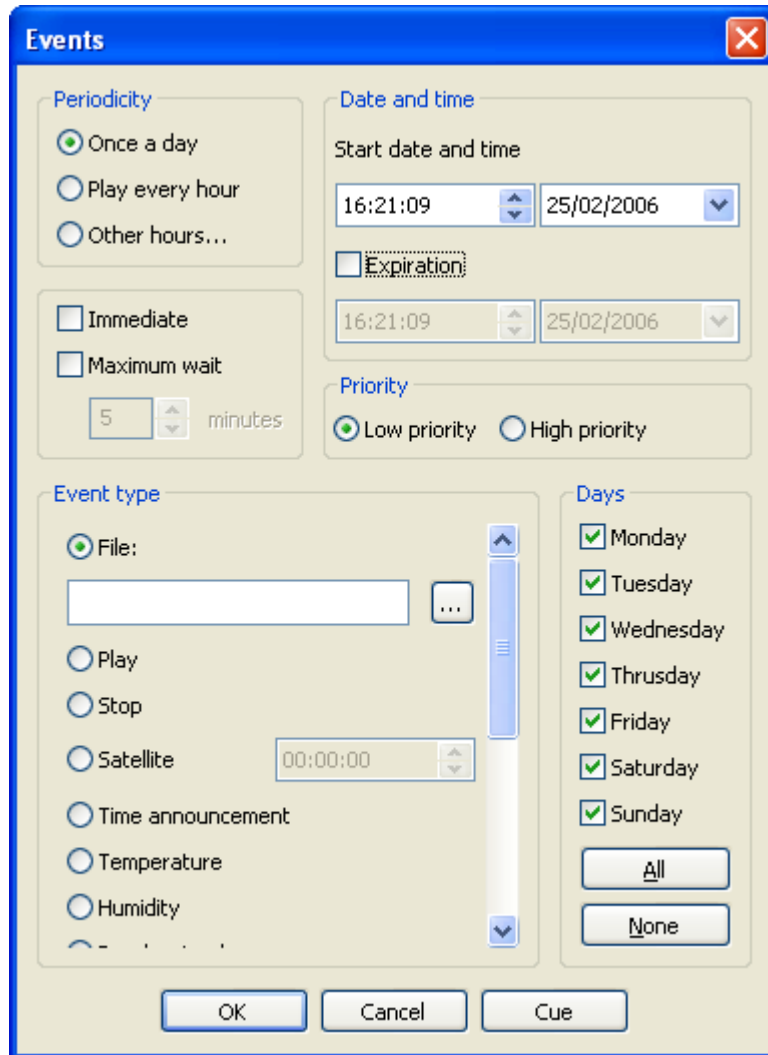 Events
Periodicity
Once a day
Play every hour
Other hours...
Immediate
Maximum wait
5 minutes
Date and time
Start date and time
16:21:09 25/02/2006
Expiration
16:21:09 25/02/2006
Priority
Low priority High priority
Event type
File:
...
Play
Stop
Satellite 00:00:00
Time announcement
Temperature
Humidity
Days
Monday
Tuesday
Wednesday
Thrusday
Friday
Saturday
Sunday
All
None
OK Cancel Cue